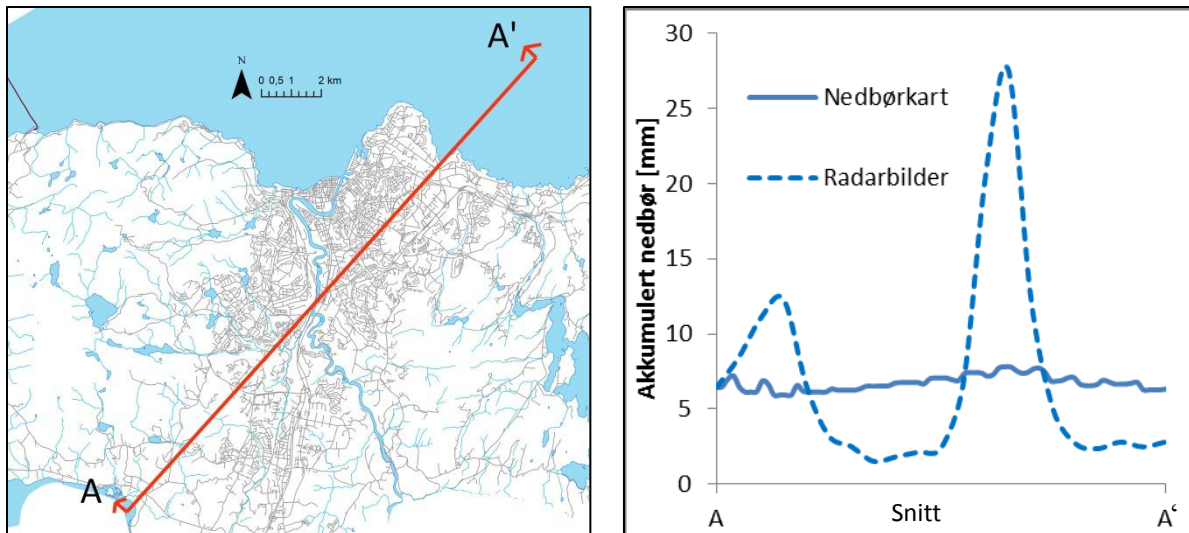 A'
N
0 0,5 1 2 km
A
Akkumulert nedbør [mm]
30
25
20
15
10
5
0
Nedbørkart
Radarbilder
A Snitt A‘